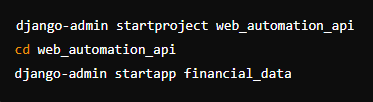 django-admin startproject web_automation_api
cd web_automation_api
django-admin startapp financial_data